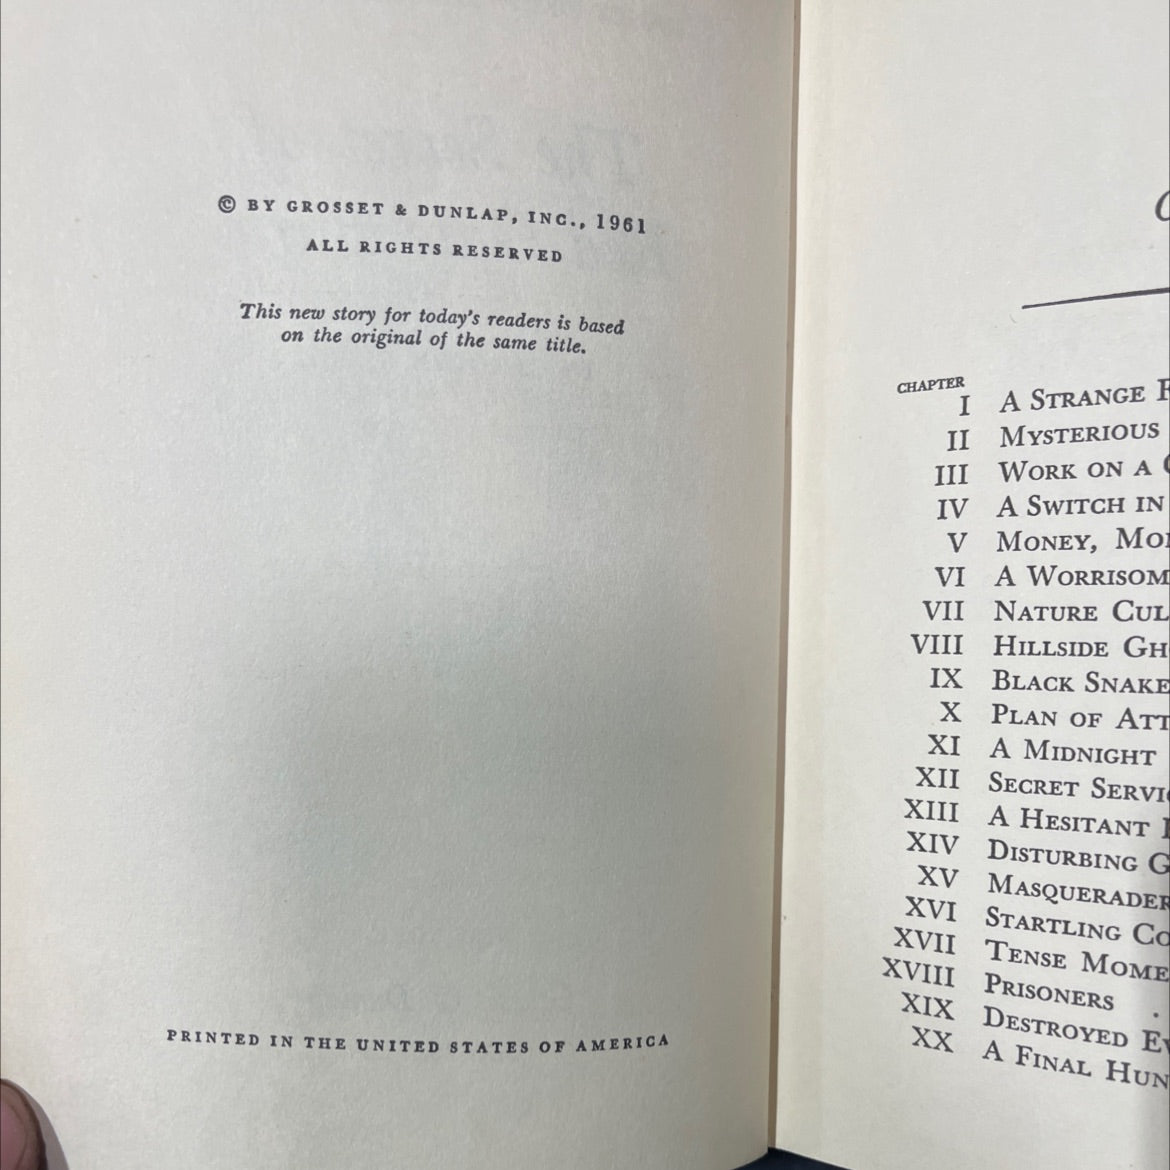 © BY GROSSET & DUNLAP, INC., 1961
ALL RIGHTS RESERVED
This new story for today's readers is based
on the original of the same title.
PRINTED IN THE UNITED STATES OF AMERICA
CHAPTER
I A STRANGE
II MYSTERIOUS
III WORK ON A
IV A SWITCH IN
V MONEY,
VI A
VII NATURE
VIII HILLSIDE
IX BLACK SNAKE
X PLAN OF
XI A MIDNIGHT
XII SECRET
XIII A HESITANT
XIV DISTURBING
XV MASQUERADER
XVI STARTLING
XVII TENSE
XVIII PRISONERS .
XIX DESTROYED
XX A FINAL